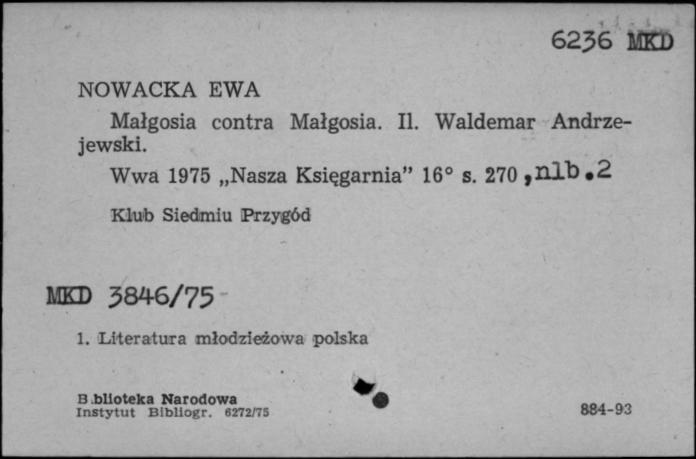 6236 MKD
NOWACKA EWA
Małgosia contra Małgosia. Il. Waldemar Andrze-
jewski.
Wwa 1975 „Nasza Księgarnia” 16° s. 270, nlb. 2
Klub Siedmiu Przygód
MKD 3846/75
1. Literatura młodzieżowa polska
B.blioteka Narodowa
Instytut Bibliogr. 6272/75
884-93